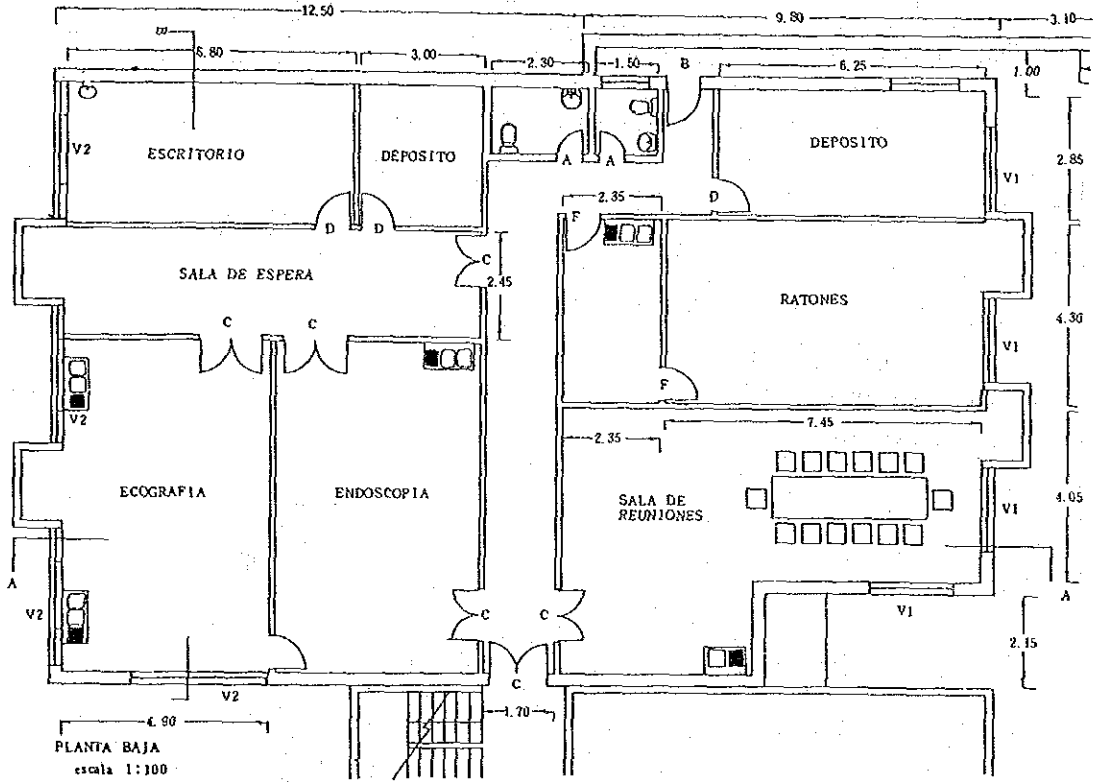 12.50
9.80
3.10
B
6.80
3.00
2.30
1.50
B
6.25
1.00
V2
ESCRITORIO
DEPOSITO
A
A
DEPOSITO
V1
2.85
D
D
2.35
F
D
C
2.45
SALA DE ESPERA
RATONES
4.30
C
C
V1
F
V2
2.35
7.45
ECOGRAFIA
ENDOSCOPIA
SALA DE
REUNIONES
V1
4.05
A
V2
C
C
V1
A
2.15
C
V2
4.90
1.70
PLANTA BAJA
escala 1:100